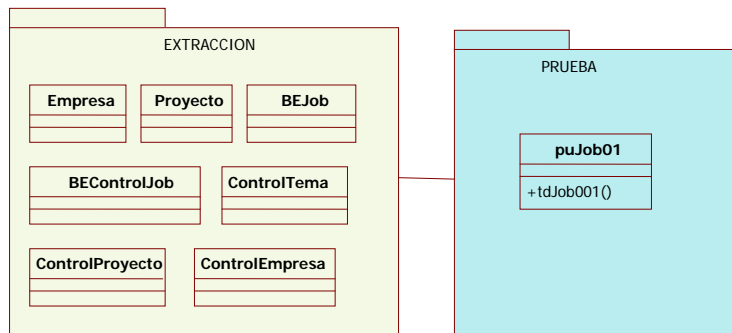 EXTRACCION
Empresa
Proyecto
BEJob
BEControlJob
ControlTema
ControlProyecto
ControlEmpresa
PRUEBA
puJob01
+tdJob001()